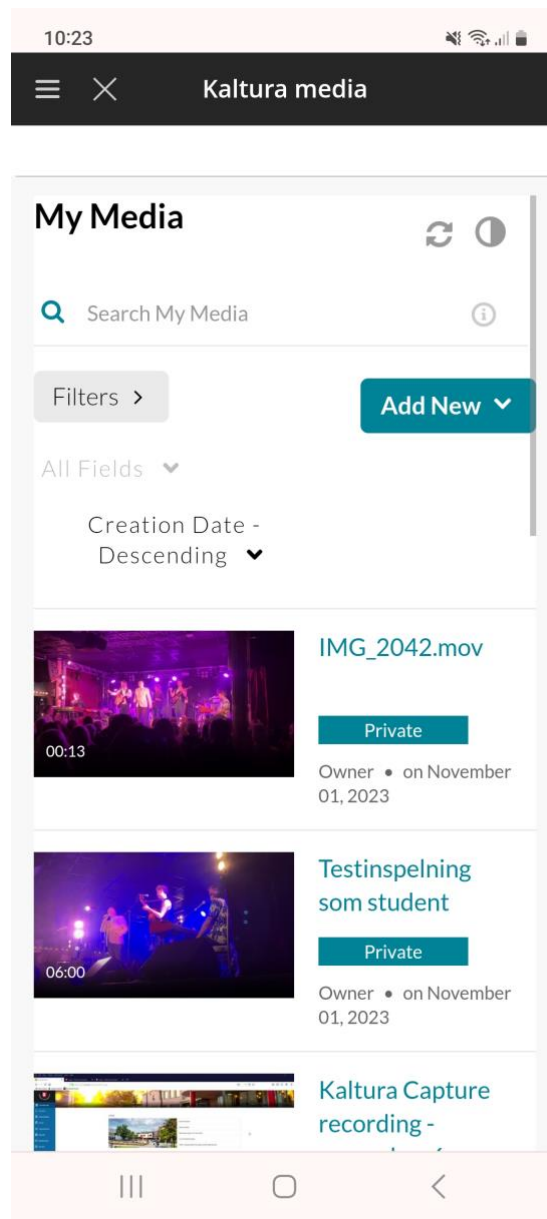 10:23
Kaltura media
My Media
Search My Media
Filters
Add New
All Fields
Creation Date -
Descending
IMG_2042.mov
Private
00:13
Owner • on November
01, 2023
Testinspelning
som student
Private
06:00
Owner • on November
01, 2023
Kaltura Capture
recording -